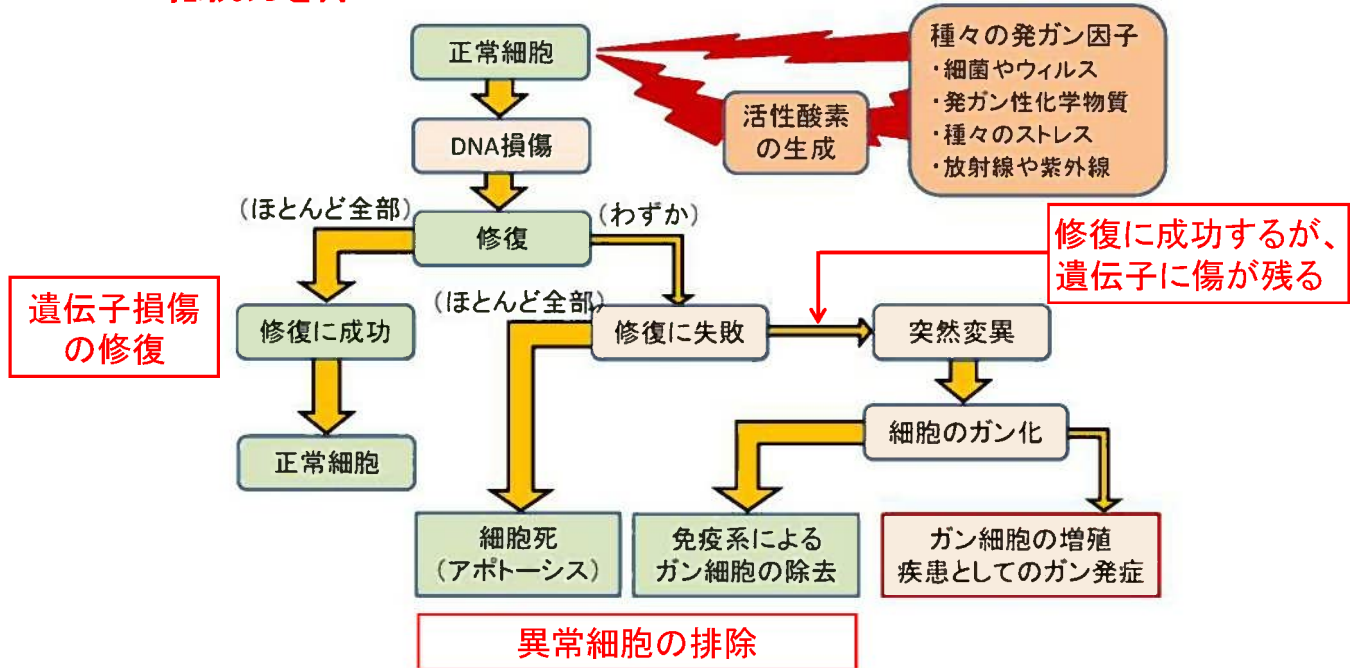 正常細胞
種々の発ガン因子
・細菌やウィルス
・発ガン性化学物質
・種々のストレス
・放射線や紫外線
活性酸素
の生成
DNA損傷
(ほとんど全部)
(わずか)
修復
修復に成功するが、
遺伝子に傷が残る
遺伝子損傷
の修復
(ほとんど全部)
修復に成功
修復に失敗
突然変異
細胞のガン化
正常細胞
細胞死
(アポトーシス)
免疫系による
ガン細胞の除去
ガン細胞の増殖
疾患としてのガン発症
異常細胞の排除